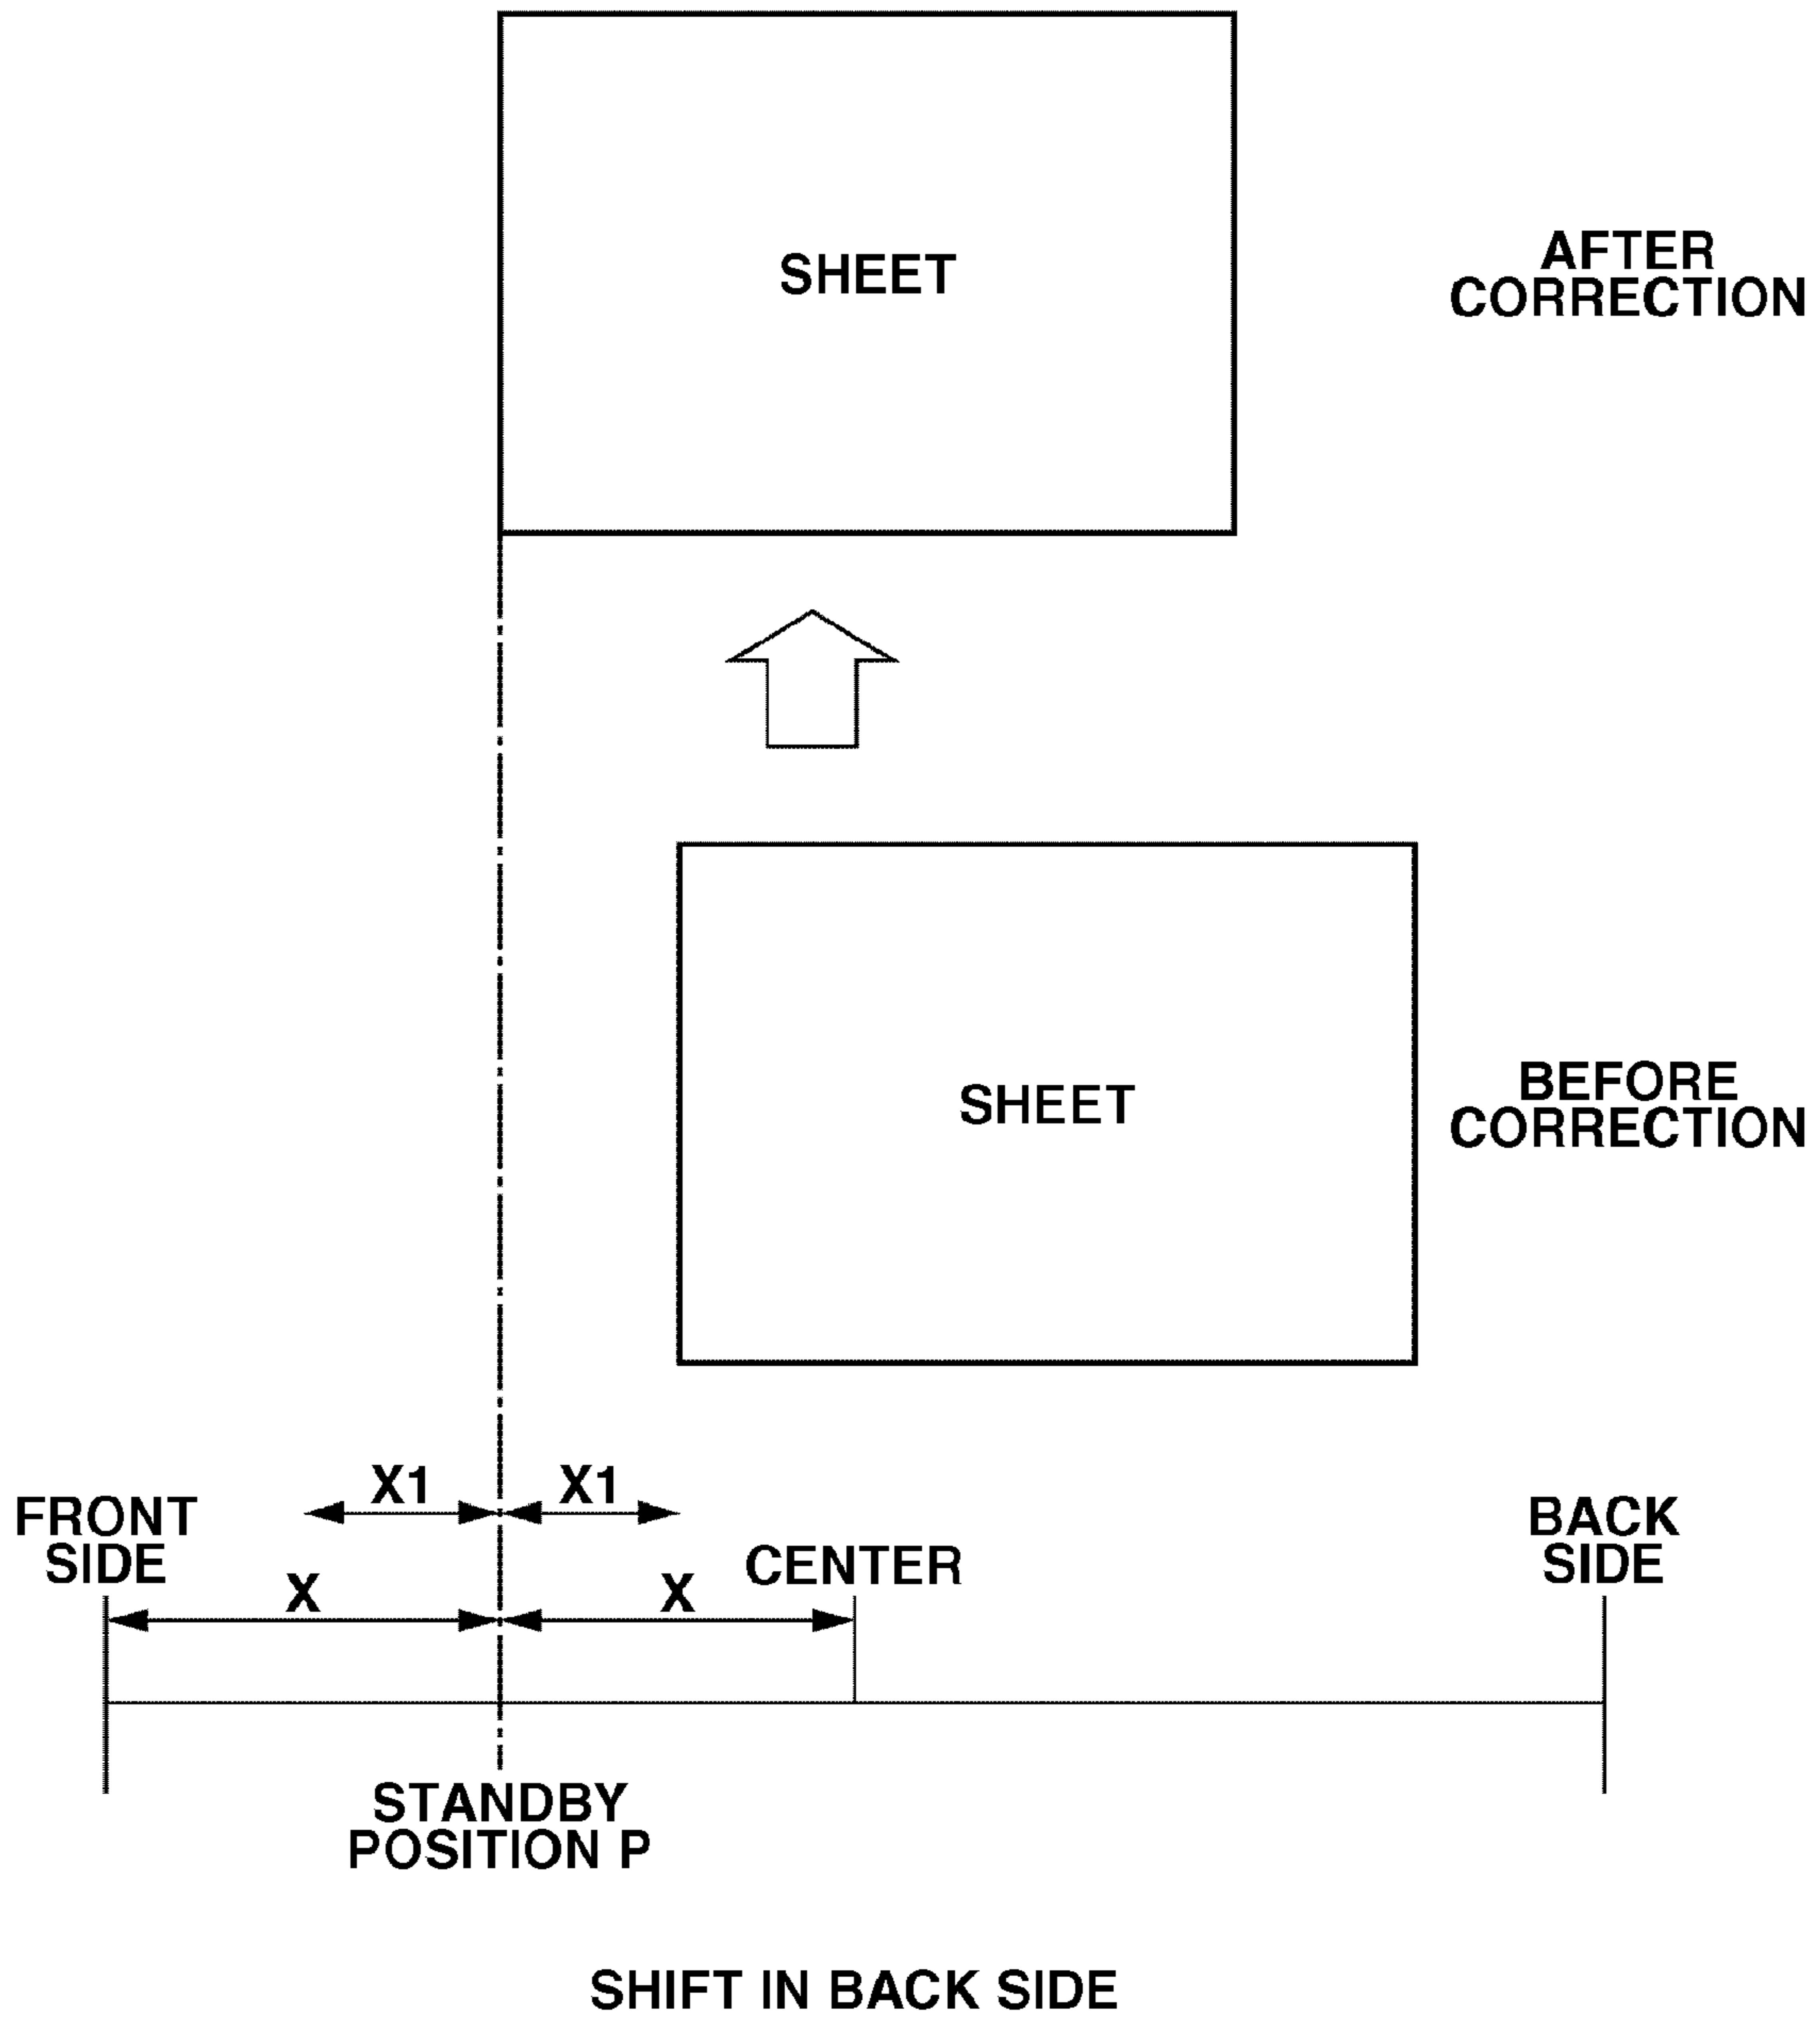 SHEET
AFTER
CORRECTION
SHEET
BEFORE
CORRECTION
X1
X1
FRONT
SIDE
BACK
SIDE
CENTER
X
X
STANDBY
POSITION P
SHIFT IN BACK SIDE